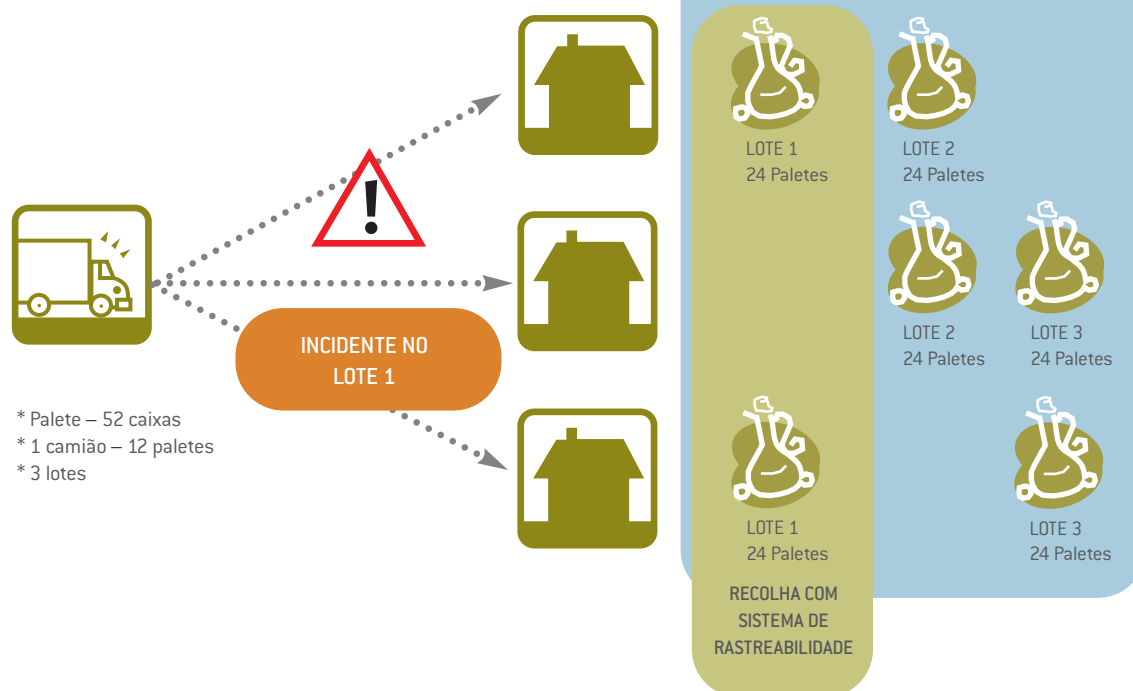 LOTE 1
24 Paletes
LOTE 2
24 Paletes
!
LOTE 2
24 Paletes
LOTE 3
24 Paletes
INCIDENTE NO
LOTE 1
* Palete – 52 caixas
* 1 camião – 12 paletes
* 3 lotes
LOTE 1
24 Paletes
LOTE 3
24 Paletes
RECOLHA COM
SISTEMA DE
RASTREABILIDADE